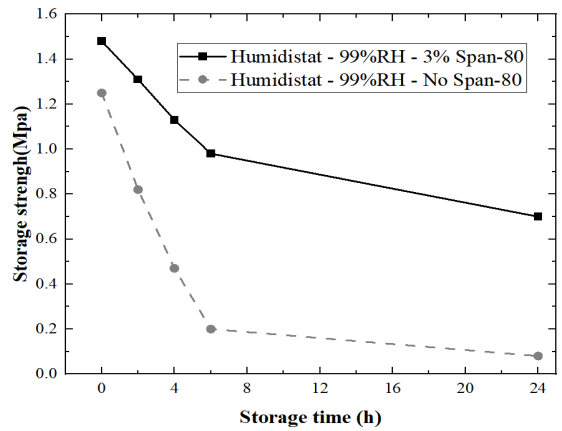 1.6
1.4
1.2
1.0
0.8
0.6
0.4
0.2
0.0
Storage strengh(Mpa)
Humidistat - 99%RH - 3% Span-80
Humidistat - 99%RH - No Span-80
0 4 8 12 16 20 24
Storage time (h)